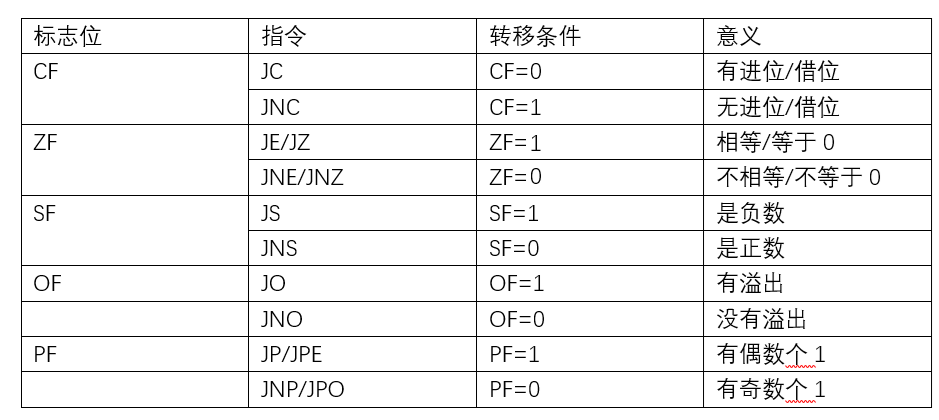 标志位 指令 转移条件 意义
CF JC CF=0 有进位/借位
JNC CF=1 无进位/借位
ZF JE/JZ ZF=1 相等/等于 0
JNE/JNZ ZF=0 不相等/不等于 0
SF JS SF=1 是负数
JNS SF=0 是正数
OF JO OF=1 有溢出
JNO OF=0 没有溢出
PF JP/JPE PF=1 有偶数个 1
JNP/JPO PF=0 有奇数个 1